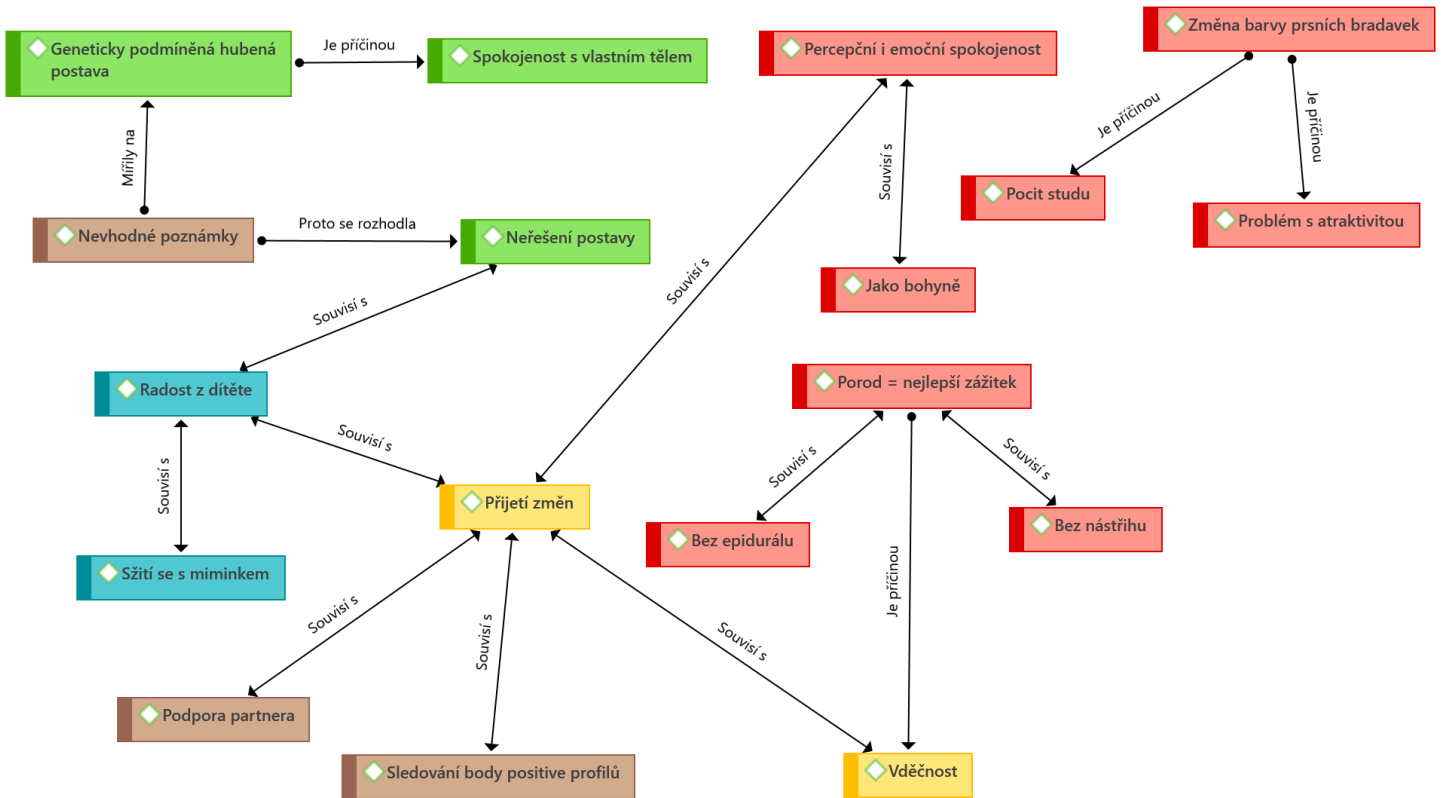 Geneticky podmíněná hubená
postava
Je příčinou
Spokojenost s vlastním tělem
Percepční i emoční spokojenost
Změna barvy prsních bradavek
Je příčinou
Je příčinou
Mířily na
Souvisí s
Pocit studu
Problém s atraktivitou
Nevhodné poznámky
Proto se rozhodla
Neřešení postavy
Souvisí s
Jako bohyně
Souvisí s
Radost z dítěte
Porod = nejlepší zážitek
Souvisí s
Souvisí s
Souvisí s
Souvisí s
Přijetí změn
Bez epidurálu
Bez nástřihu
Sžití se s miminkem
Je příčinou
Souvisí s
Souvisí s
Souvisí s
Podpora partnera
Sledování body positive profilů
Vděčnost